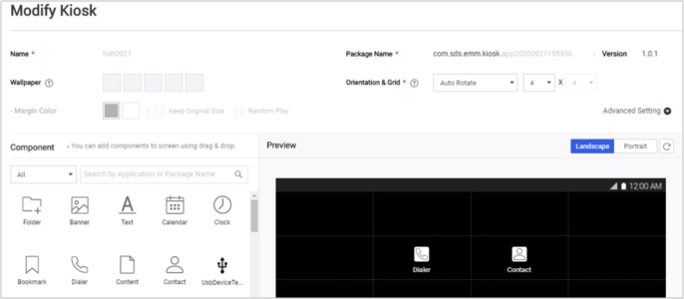 Modify Kiosk
Name * hsh0921 Package Name * com.sds.emm.kiosk.app20200921155936 Version 1.0.1
Wallpaper ? Orientation & Grid * ? Auto Rotate 4 X 4
- Margin Color Keep Original Size Random Play Advanced Setting
Component • You can add components to screen using drag & drop. Preview Landscape Portrait
All Search by Application or Package Name
12:00 AM
Folder Banner Text Calendar Clock
Dialer Contact
Bookmark Dialer Content Contact UsbDeviceTe...